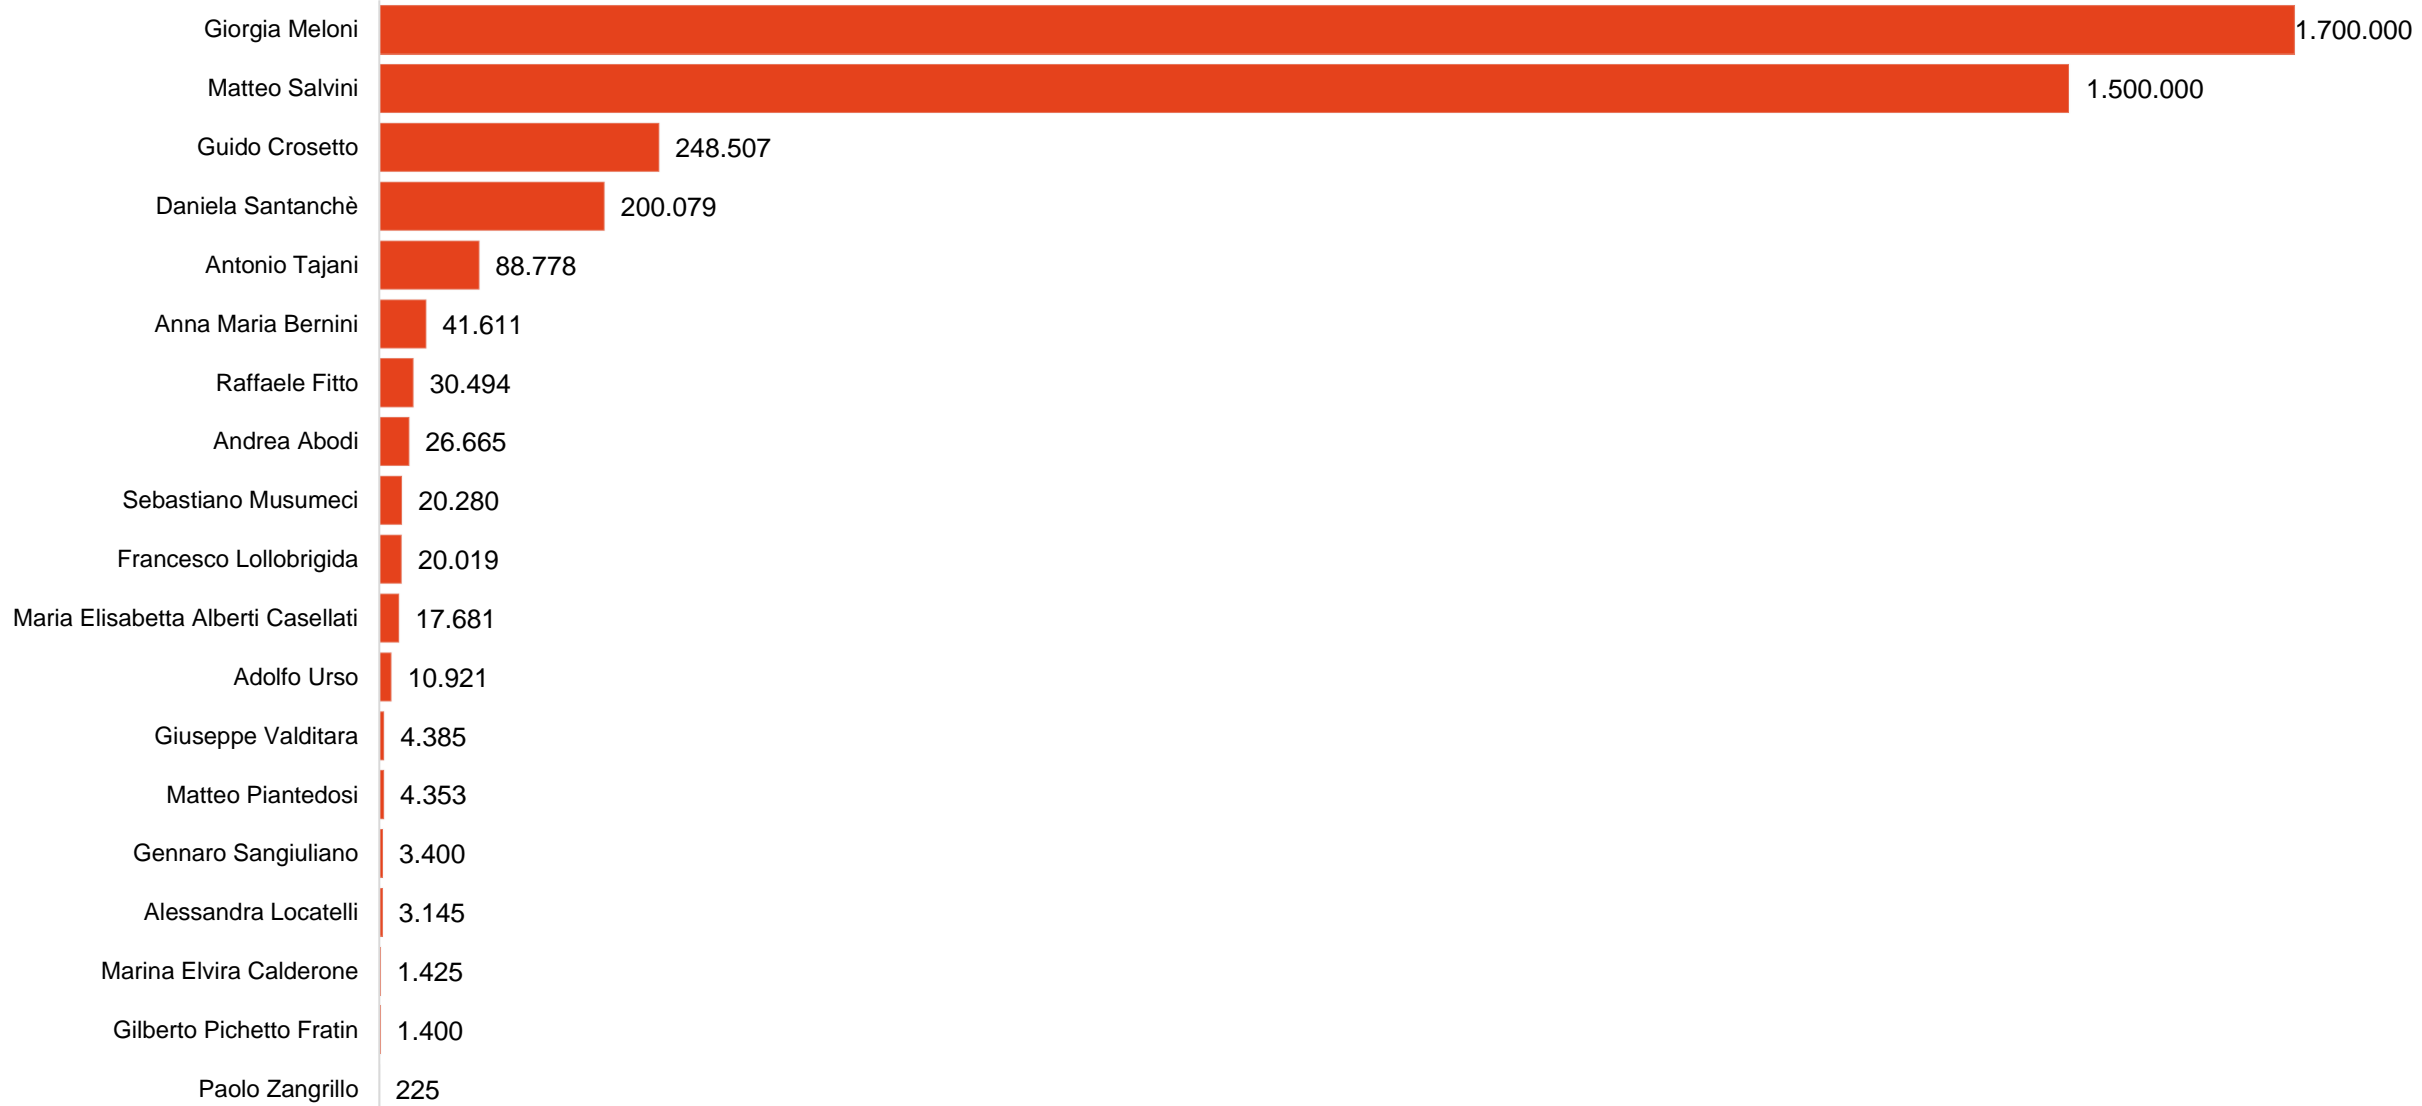 Giorgia Meloni 1.700.000
Matteo Salvini 1.500.000
Guido Crosetto 248.507
Daniela Santanchè 200.079
Antonio Tajani 88.778
Anna Maria Bernini 41.611
Raffaele Fitto 30.494
Andrea Abodi 26.665
Sebastiano Musumeci 20.280
Francesco Lollobrigida 20.019
Maria Elisabetta Alberti Casellati 17.681
Adolfo Urso 10.921
Giuseppe Valditara 4.385
Matteo Piantedosi 4.353
Gennaro Sangiuliano 3.400
Alessandra Locatelli 3.145
Marina Elvira Calderone 1.425
Gilberto Pichetto Fratin 1.400
Paolo Zangrillo 225